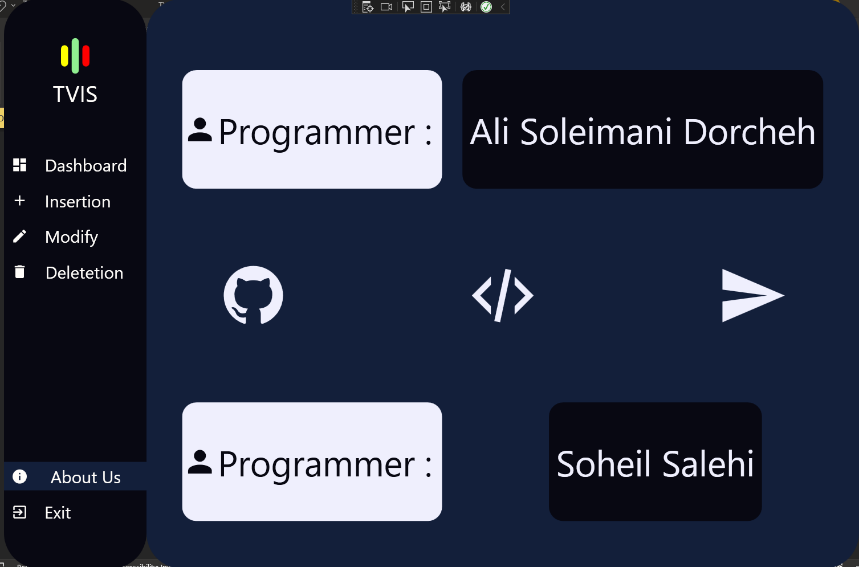 TVIS
Dashboard
Insertion
Modify
Deletetion
About Us
Exit
Programmer :
Ali Soleimani Dorcheh
Programmer :
Soheil Salehi